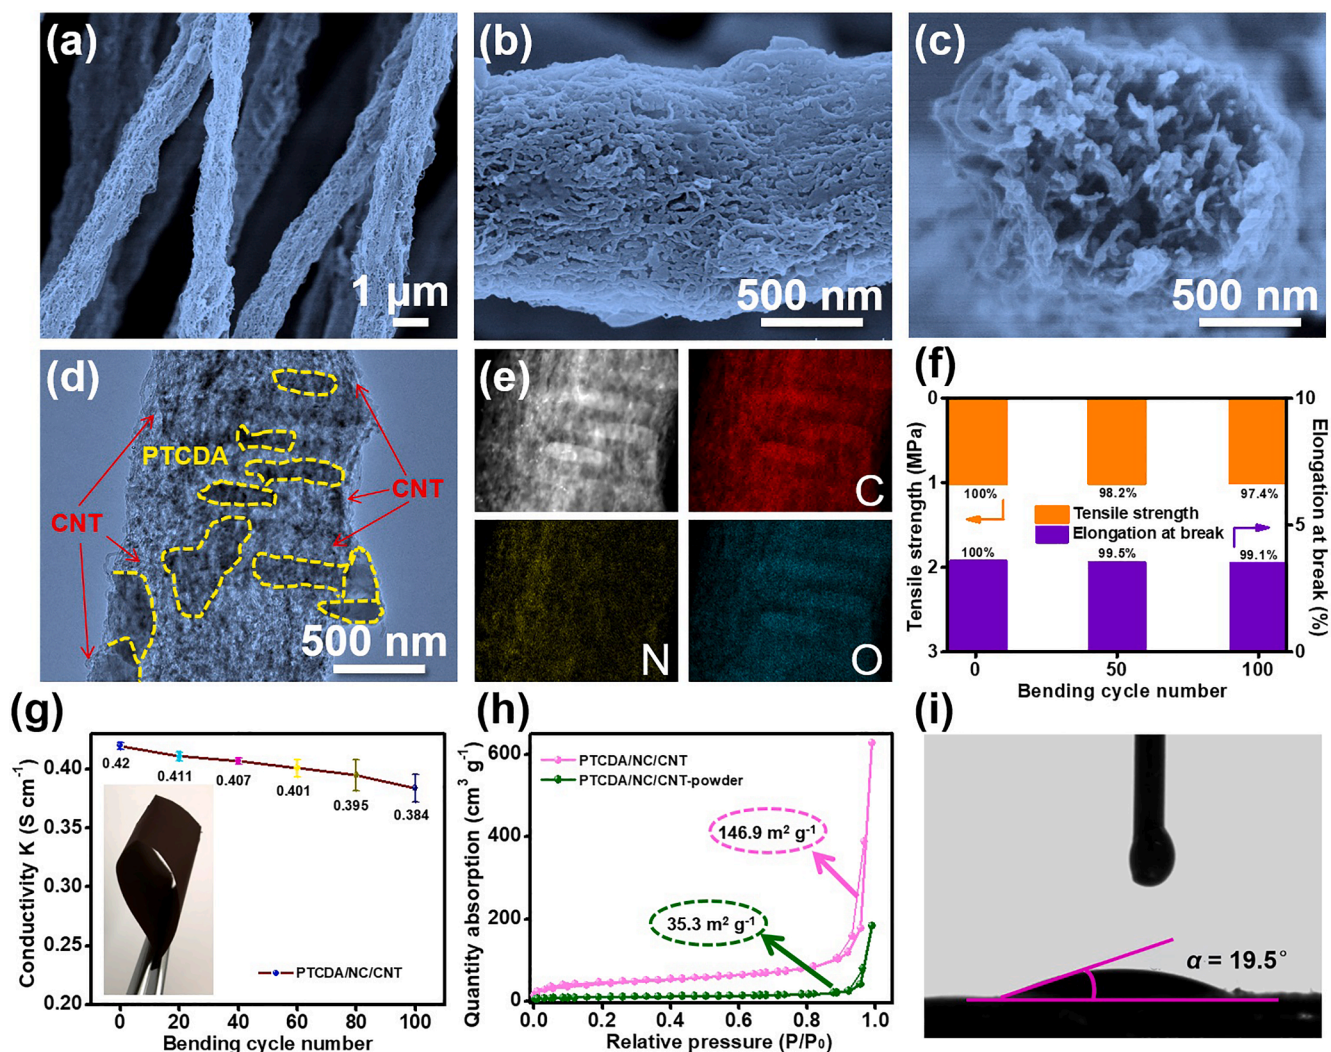 (a)
1 µm
(b)
500 nm
(c)
500 nm
(d)
PTCDA
CNT
CNT
500 nm
(e)
C
N
O
(f)
Tensile strength (MPa)
0
1
2
3
100%
98.2%
97.4%
Tensile strength
Elongation at break
100%
99.5%
99.1%
0
50
100
Bending cycle number
10
5
0
Elongation at break (%)
(g)
Conductivity K (S cm⁻¹)
0.40
0.35
0.30
0.25
0.20
0.42
0.411
0.407
0.401
0.395
0.384
PTCDA/NC/CNT
0
20
40
60
80
100
Bending cycle number
(h)
Quantity absorption (cm³ g⁻¹)
600
400
200
0
PTCDA/NC/CNT
PTCDA/NC/CNT-powder
146.9 m² g⁻¹
35.3 m² g⁻¹
0.0
0.2
0.4
0.6
0.8
1.0
Relative pressure (P/P₀)
(i)
α = 19.5°